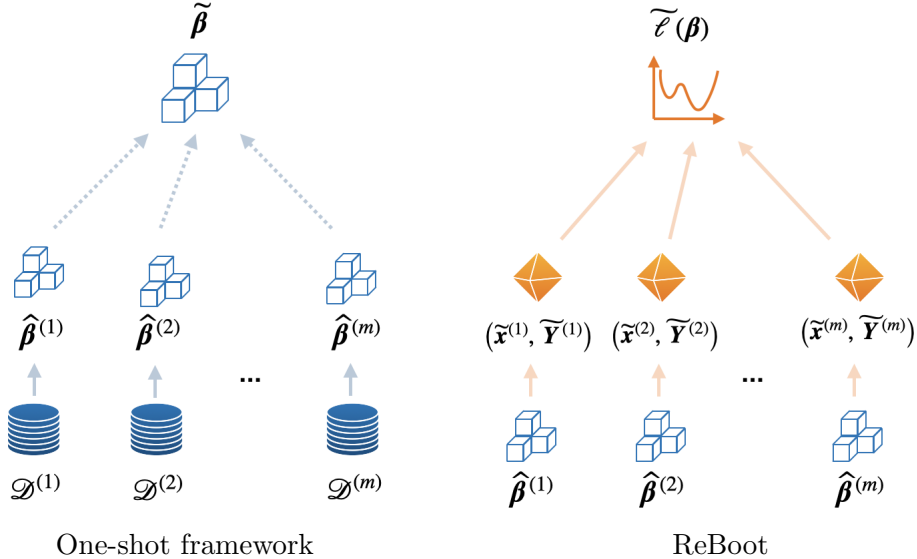 β̃ ℓ̃(β)
β̂⁽¹⁾ β̂⁽²⁾ β̂⁽ᵐ⁾ (x̃⁽¹⁾, Ỹ⁽¹⁾) (x̃⁽²⁾, Ỹ⁽²⁾) (x̃⁽ᵐ⁾, Ỹ⁽ᵐ⁾)
... ...
𝒟⁽¹⁾ 𝒟⁽²⁾ 𝒟⁽ᵐ⁾ β̂⁽¹⁾ β̂⁽²⁾ β̂⁽ᵐ⁾
One-shot framework ReBoot